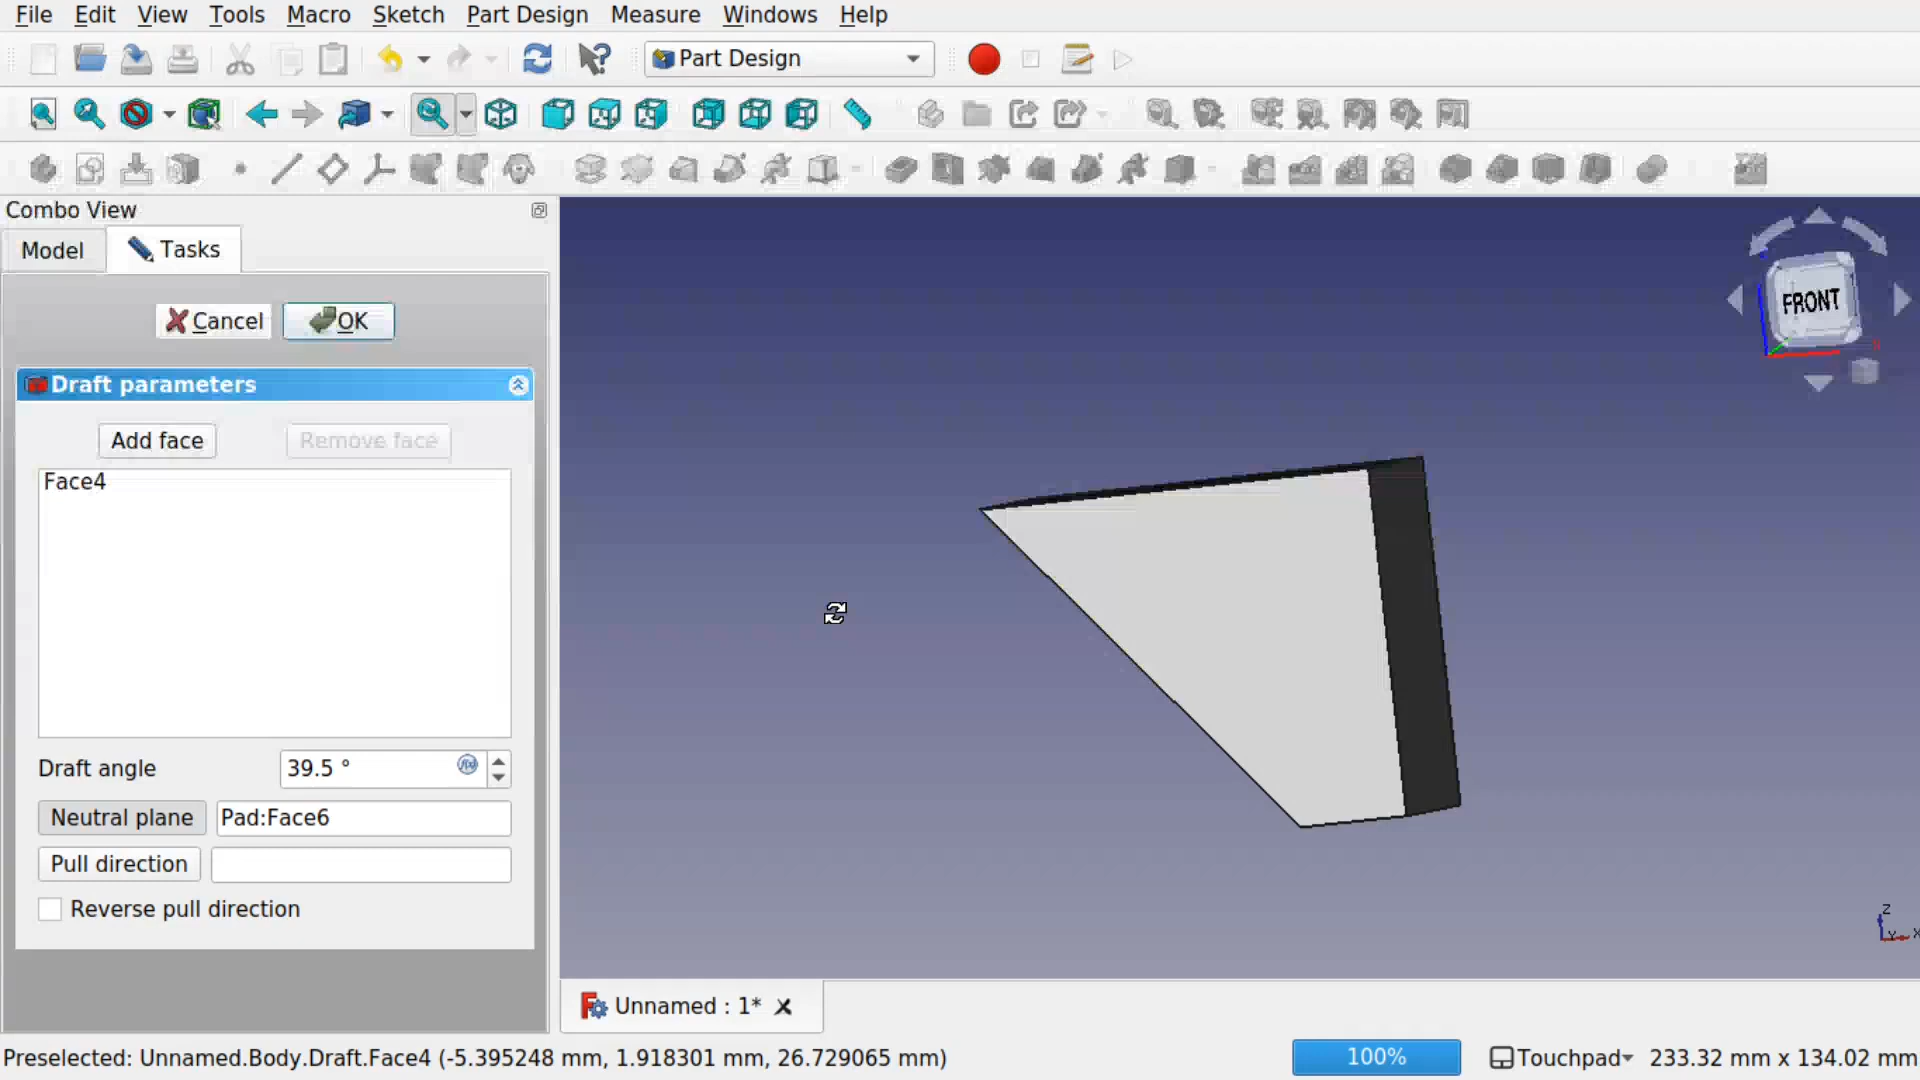 File Edit View Tools Macro Sketch Part Design Measure Windows Help
Part Design
Combo View
Model Tasks
Cancel OK
FRONT
Draft parameters
Add face Remove face
Face4
Draft angle 39.5 °
Neutral plane Pad:Face6
Pull direction
Reverse pull direction
Z
Y X
Unnamed : 1*
Preselected: Unnamed.Body.Draft.Face4 (-5.395248 mm, 1.918301 mm, 26.729065 mm) 100% Touchpad 233.32 mm x 134.02 mm